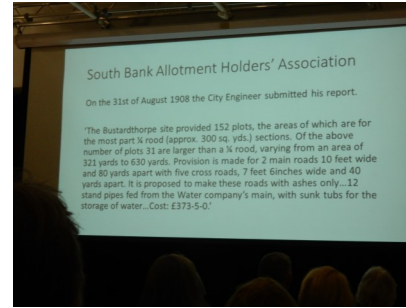 South Bank Allotment Holders' Association
On the 31st of August 1908 the City Engineer submitted his report.
'The Bustardthorpe site provided 152 plots, the areas of which are for
the most part ¼ rood (approx. 300 sq. yds.) sections. Of the above
number of plots 31 are larger than a ¼ rood, varying from an area of
321 yards to 630 yards. Provision is made for 2 main roads 10 feet wide
and 80 yards apart with five cross roads, 7 feet 6inches wide and 40
yards apart. It is proposed to make these roads with ashes only...12
stand pipes fed from the Water company's main, with sunk tubs for the
storage of water...Cost: £373-5-0.'